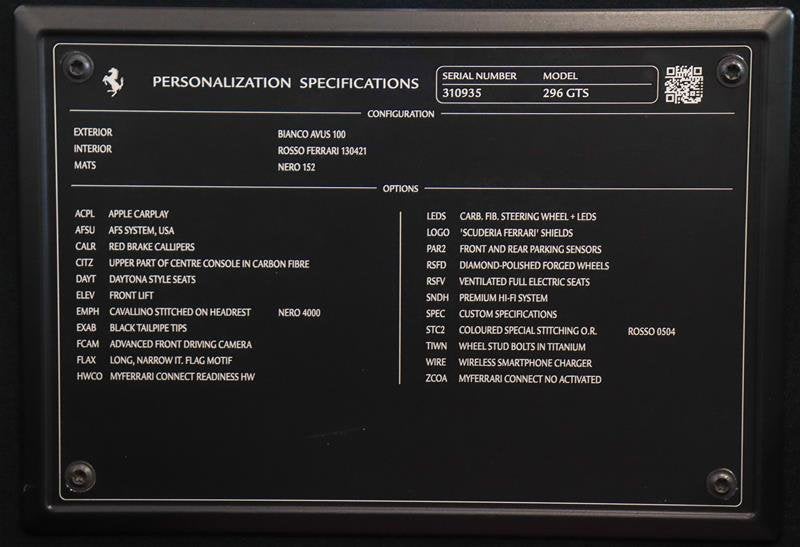 PERSONALIZATION SPECIFICATIONS
SERIAL NUMBER MODEL
310935 296 GTS
CONFIGURATION
EXTERIOR BIANCO AVUS 100
INTERIOR ROSSO FERRARI 130421
MATS NERO 152
OPTIONS
ACPL APPLE CARPLAY
AFSU AFS SYSTEM, USA
CALR RED BRAKE CALLIPERS
CITZ UPPER PART OF CENTRE CONSOLE IN CARBON FIBRE
DAYT DAYTONA STYLE SEATS
ELEV FRONT LIFT
EMPH CAVALLINO STITCHED ON HEADREST NERO 4000
EXAB BLACK TAILPIPE TIPS
FCAM ADVANCED FRONT DRIVING CAMERA
FLAX LONG, NARROW IT. FLAG MOTIF
HWCO MYFERRARI CONNECT READINESS HW
LEDS CARB. FIB. STEERING WHEEL + LEDS
LOGO 'SCUDERIA FERRARI' SHIELDS
PAR2 FRONT AND REAR PARKING SENSORS
RSFD DIAMOND-POLISHED FORGED WHEELS
RSFV VENTILATED FULL ELECTRIC SEATS
SNDH PREMIUM HI-FI SYSTEM
SPEC CUSTOM SPECIFICATIONS
STC2 COLOURED SPECIAL STITCHING O.R. ROSSO 0504
TIWN WHEEL STUD BOLTS IN TITANIUM
WIRE WIRELESS SMARTPHONE CHARGER
ZCOA MYFERRARI CONNECT NO ACTIVATED